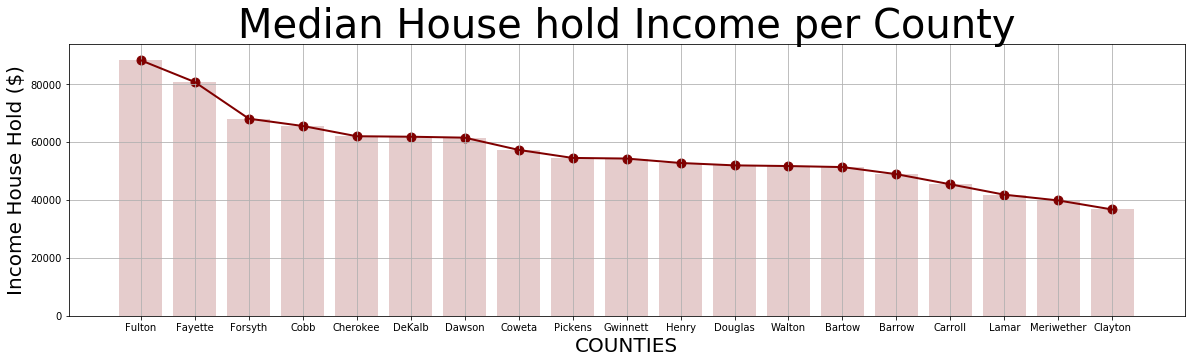 Median House hold Income per County
Income House Hold ($)
80000
60000
40000
20000
0
Fulton Fayette Forsyth Cobb Cherokee DeKalb Dawson Coweta Pickens Gwinnett Henry Douglas Walton Bartow Barrow Carroll Lamar Meriwether Clayton
COUNTIES